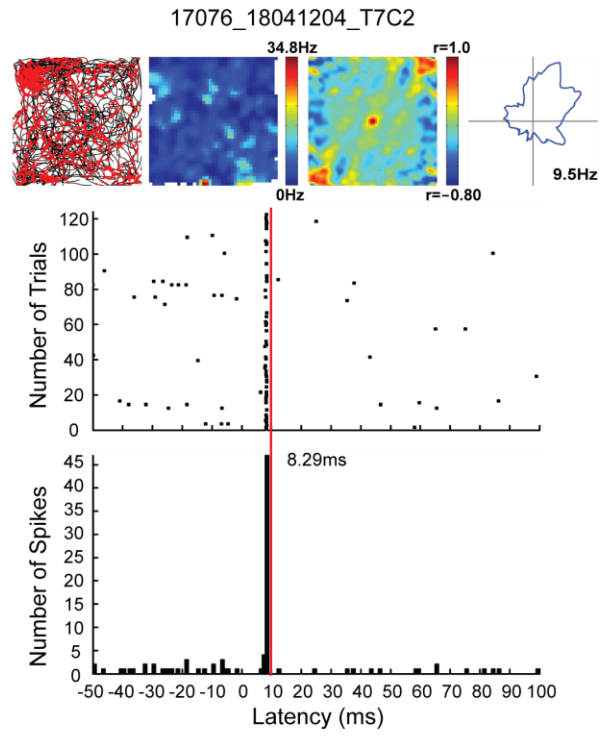 17076_18041204_T7C2
34.8Hz
r=1.0
0Hz
r=−0.80
9.5Hz
Number of Trials
120
100
80
60
40
20
0
8.29ms
Number of Spikes
45
40
35
30
25
20
15
10
5
0
-50 -40 -30 -20 -10 0 10 20 30 40 50 60 70 80 90 100
Latency (ms)